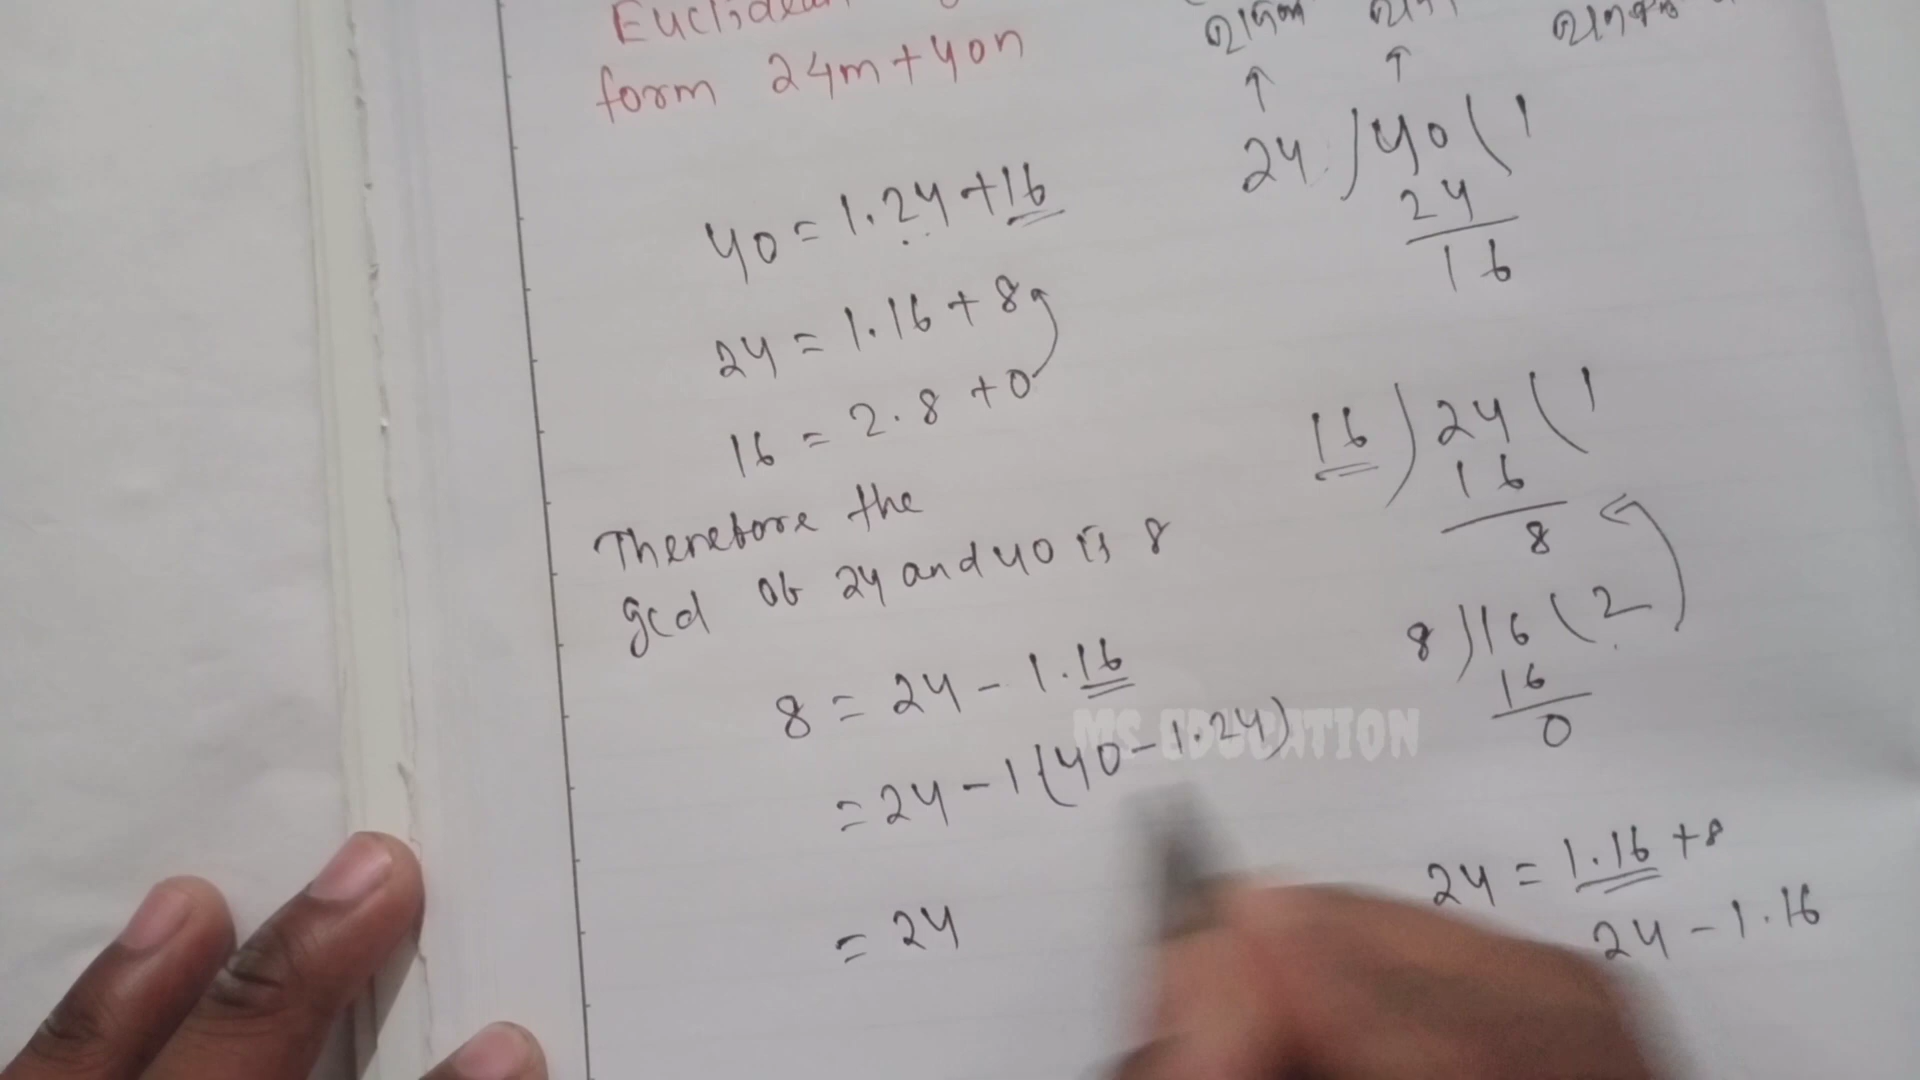 Euclidean
form 24m+40n
40 = 1.24 + 16
24 = 1.16 + 8
16 = 2.8 + 0
Therefore the
gcd of 24 and 40 is 8
8 = 24 - 1.16
= 24 - 1(40 - 1.24)
= 24
24 ) 40 ( 1
24
16
16 ) 24 ( 1
16
8
8 ) 16 ( 2
16
0
24 = 1.16 + 8
24 - 1.16
MS EDUCATION